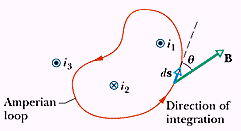 i₁
θ
i₃
ds
B
i₂
Amperian
loop
Direction of
integration